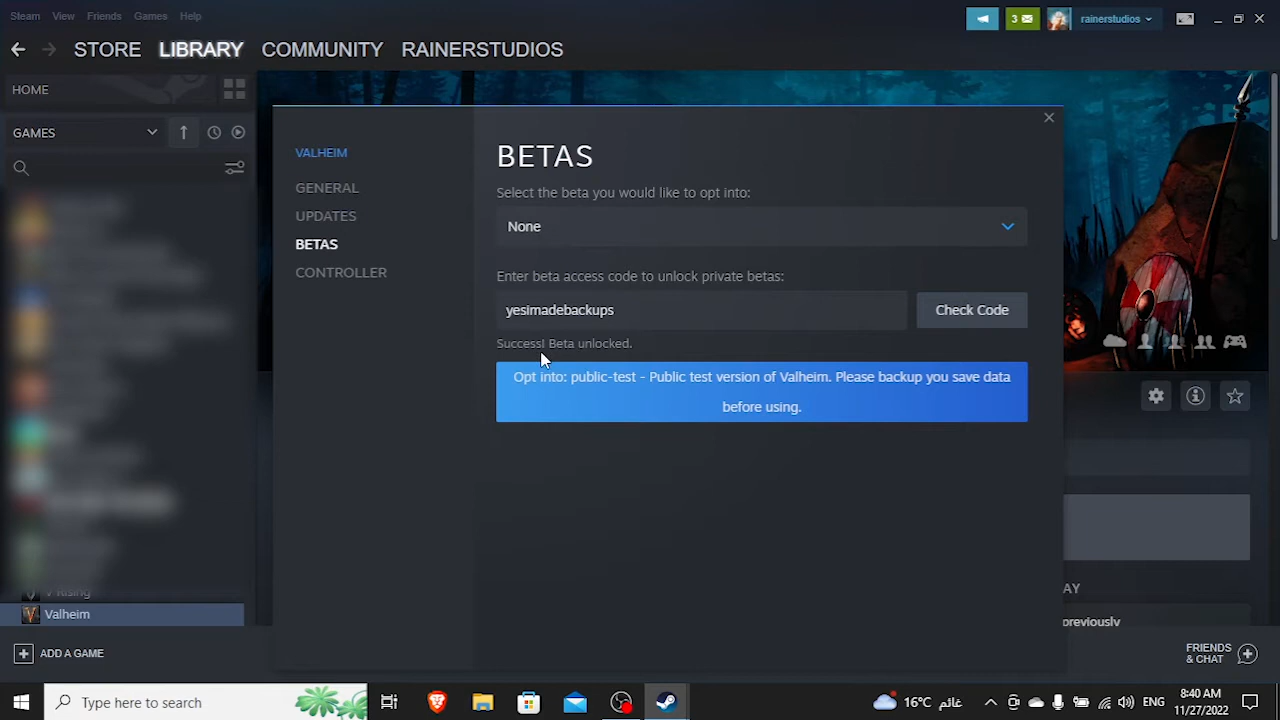 Steam View Friends Games Help
3
rainerstudios
STORE LIBRARY COMMUNITY RAINERSTUDIOS
HOME
GAMES
V Rising
Valheim
ADD A GAME
VALHEIM
GENERAL
UPDATES
BETAS
CONTROLLER
BETAS
Select the beta you would like to opt into:
None
Enter beta access code to unlock private betas:
yesimadebackups
Check Code
Success! Beta unlocked.
Opt into: public-test - Public test version of Valheim. Please backup you save data
before using.
AY
previously
FRIENDS
& CHAT
Type here to search
16°C
ENG
8:40 AM
11/27/2022